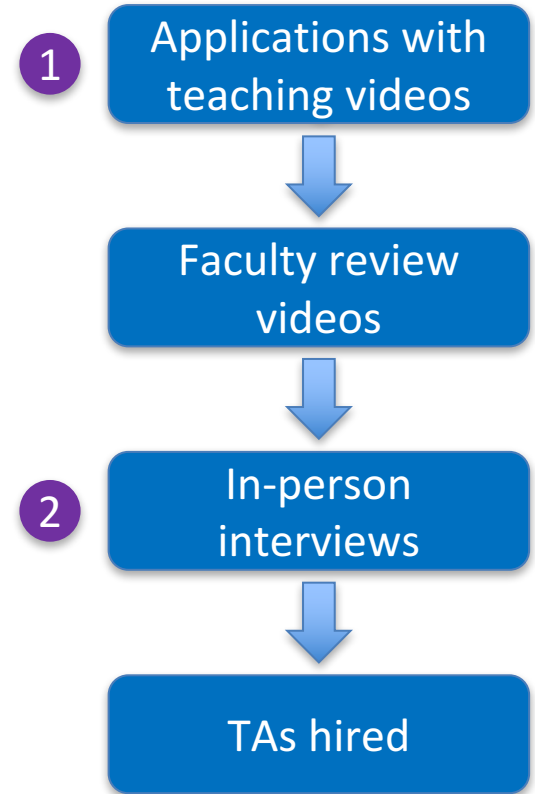 1
Applications with
teaching videos
Faculty review
videos
2
In-person
interviews
TAs hired